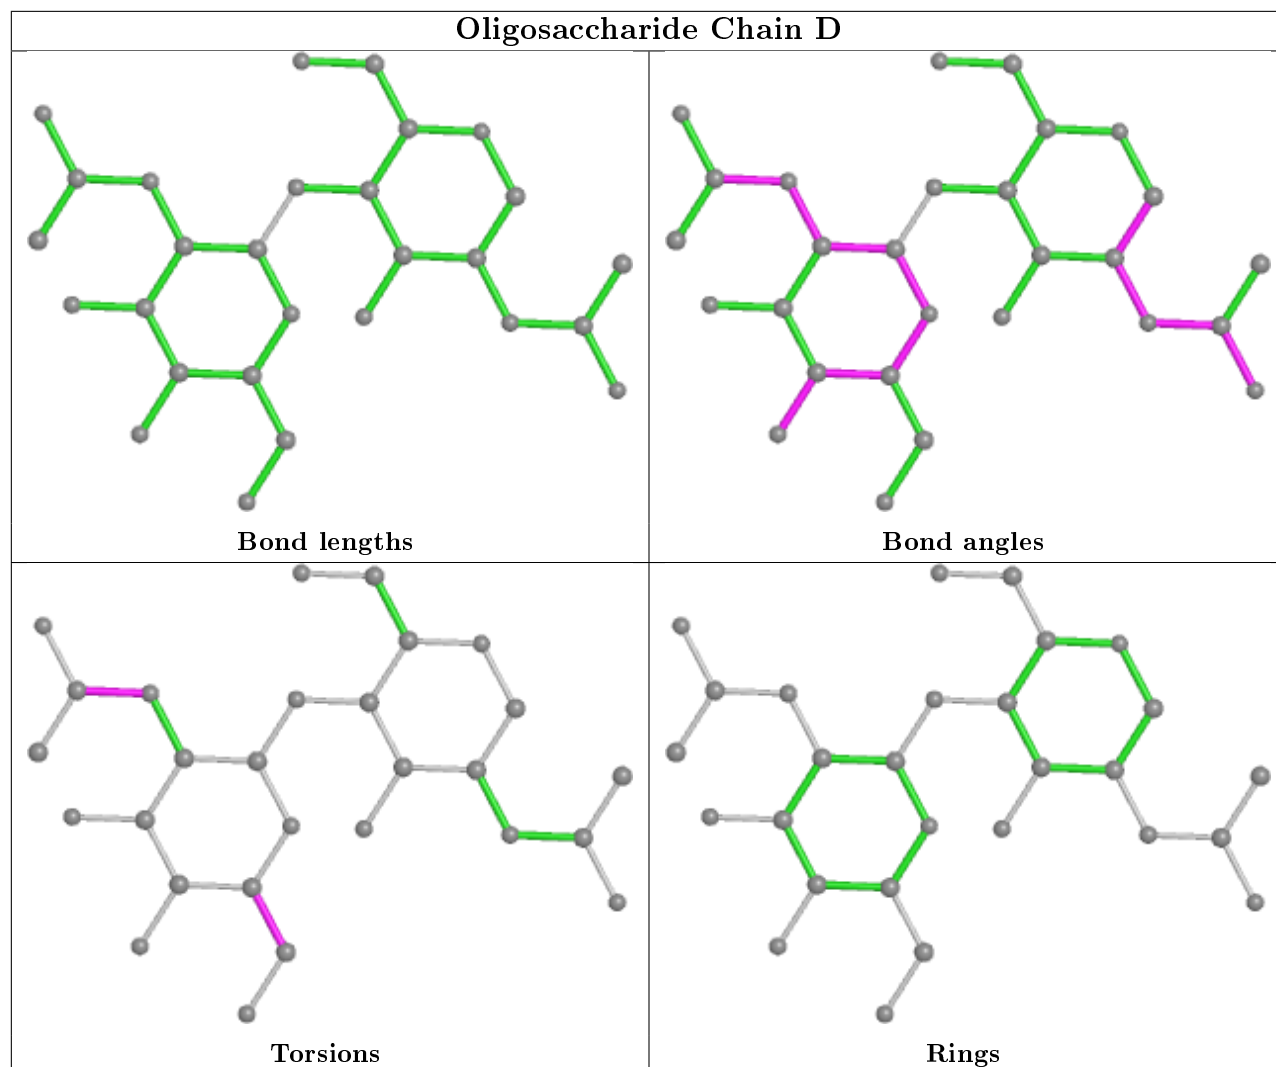 Oligosaccharide Chain D
Bond lengths
Bond angles
Torsions
Rings